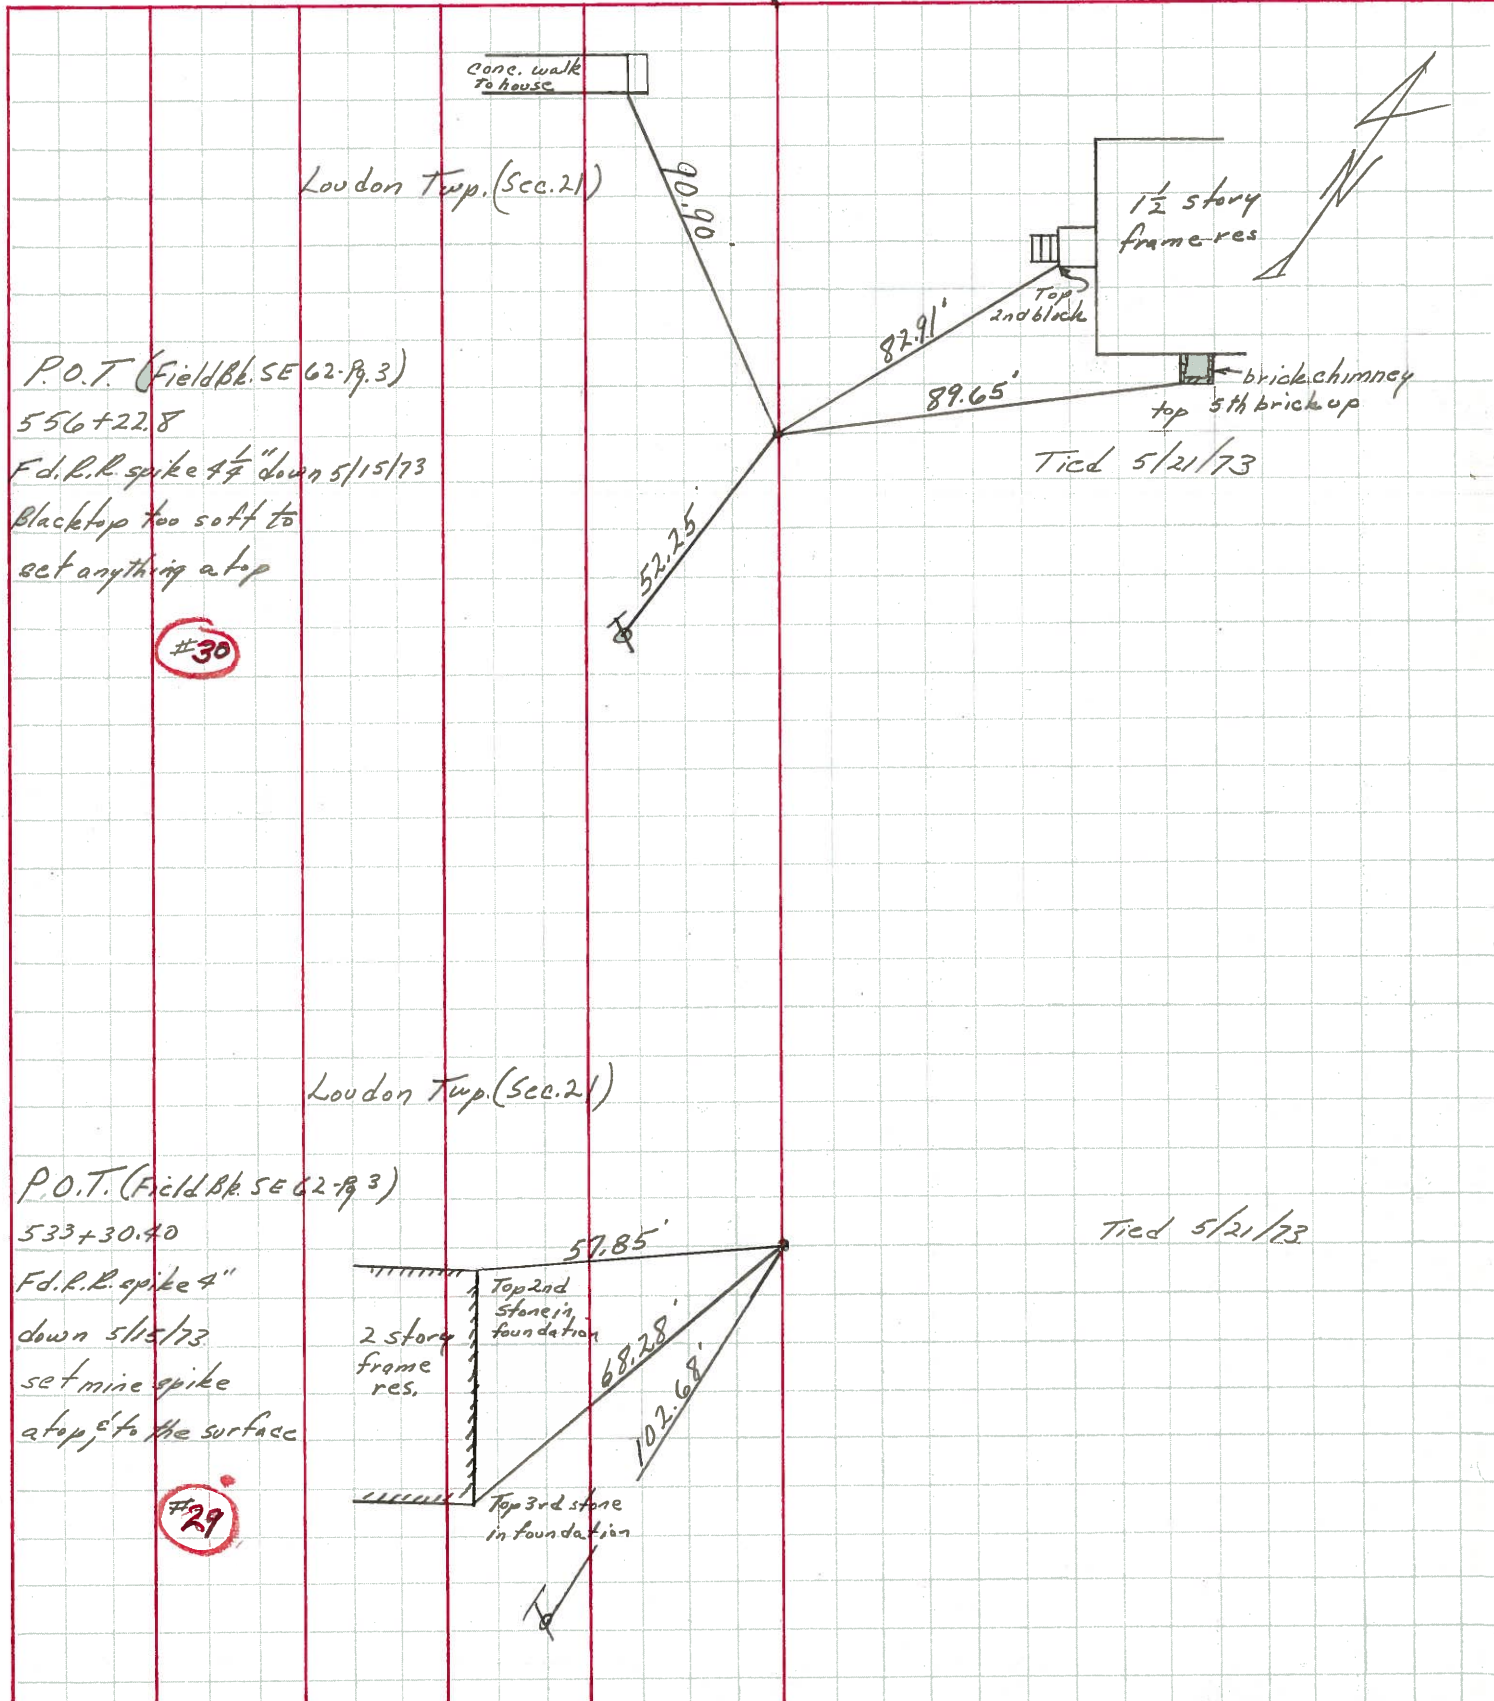 conc. walk
To house
Loudon Twp. (Sec. 21)
90.90'
N
1½ story
frame res
Top
2nd block
82.91'
89.65'
brick chimney
top 5th brick up
Tied 5/21/73
P.O.T. (Field Bk. SE 62-Pg. 3)
556+22.8
Fd. R.R. spike 4¼" down 5/15/73
Blacktop too soft to
set anything atop
52.25'
#30
Loudon Twp. (Sec. 21)
P.O.T. (Field Bk. SE 62-Pg 3)
533+30.40
Fd. R.R. spike 4"
down 5/15/73
set mine spike
atop, & to the surface
#29
57.85'
Tied 5/21/73
Top 2nd
stone in
foundation
2 story
frame
res.
68.28'
102.68'
Top 3rd stone
in foundation